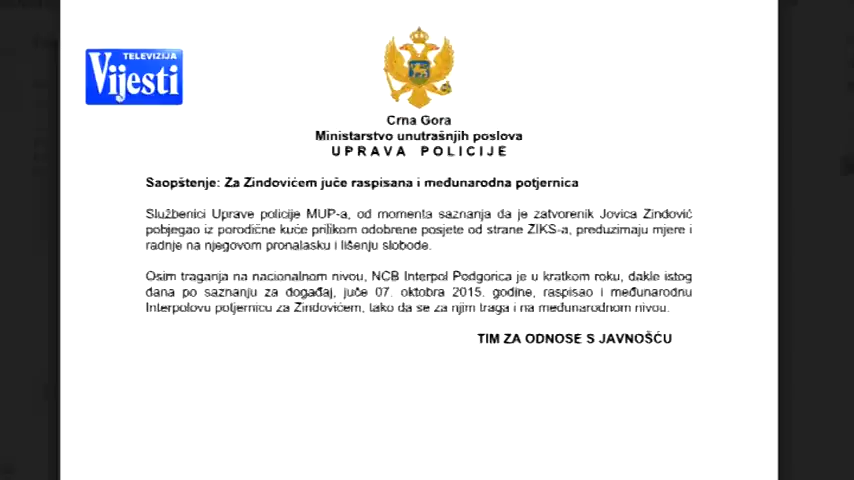 TELEVIZIJA
Vijesti
Crna Gora
Ministarstvo unutrašnjih poslova
UPRAVA POLICIJE
Saopštenje: Za Zindovićem juče raspisana i međunarodna potjernica
Službenici Uprave policije MUP-a, od momenta saznanja da je zatvorenik Jovica Zindović
pobjegao iz porodične kuće prilikom odobrene posjete od strane ZIKS-a, preduzimaju mjere i
radnje na njegovom pronalasku i lišenju slobode.
Osim traganja na nacionalnom nivou, NCB Interpol Podgorica je u kratkom roku, dakle istog
dana po saznanju za događaj, juče 07. oktobra 2015. godine, raspisao i međunarodnu
Interpolovu potjernicu za Zindovićem, tako da se za njim traga i na međunarodnom nivou.
TIM ZA ODNOSE S JAVNOŠĆU